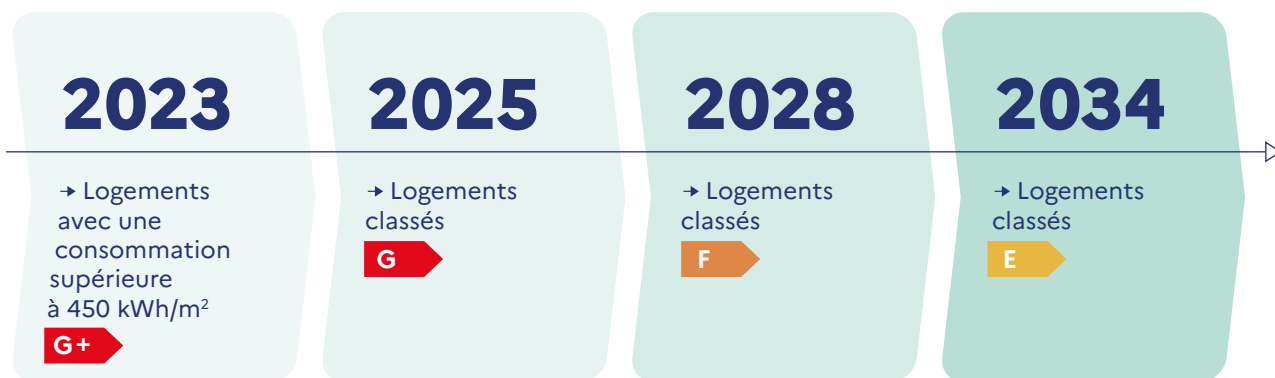 2023
→ Logements
avec une
consommation
supérieure
à 450 kWh/m²
G+
2025
→ Logements
classés
G
2028
→ Logements
classés
F
2034
→ Logements
classés
E